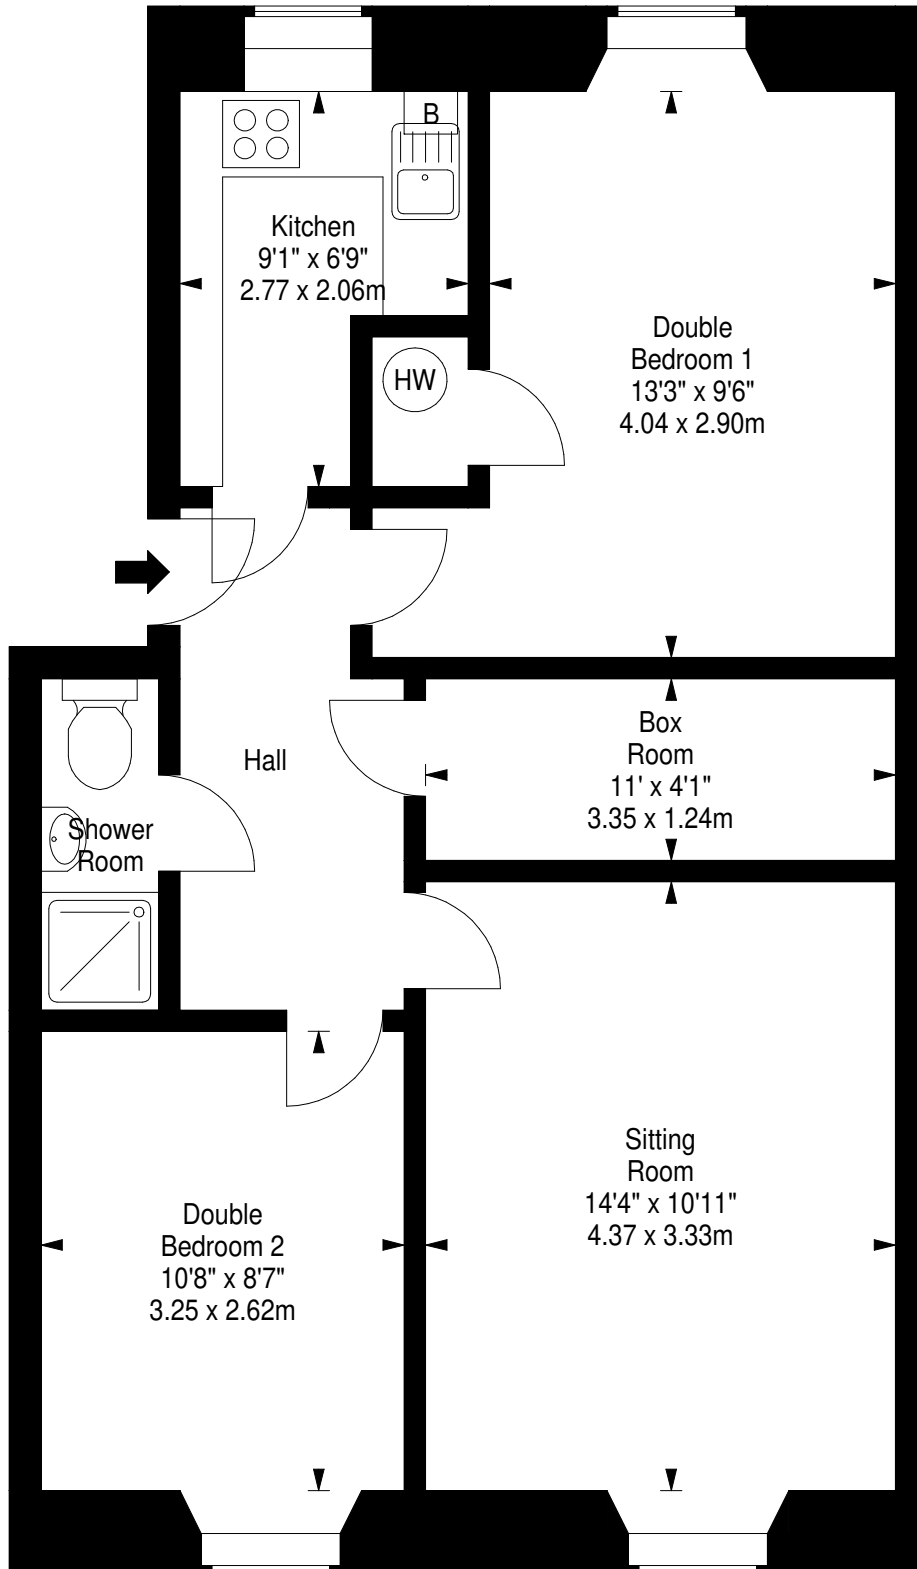 B
Kitchen
9'1" x 6'9"
2.77 x 2.06m
HW
Double
Bedroom 1
13'3" x 9'6"
4.04 x 2.90m
Hall
Box
Room
11' x 4'1"
3.35 x 1.24m
Shower
Room
Sitting
Room
14'4" x 10'11"
4.37 x 3.33m
Double
Bedroom 2
10'8" x 8'7"
3.25 x 2.62m